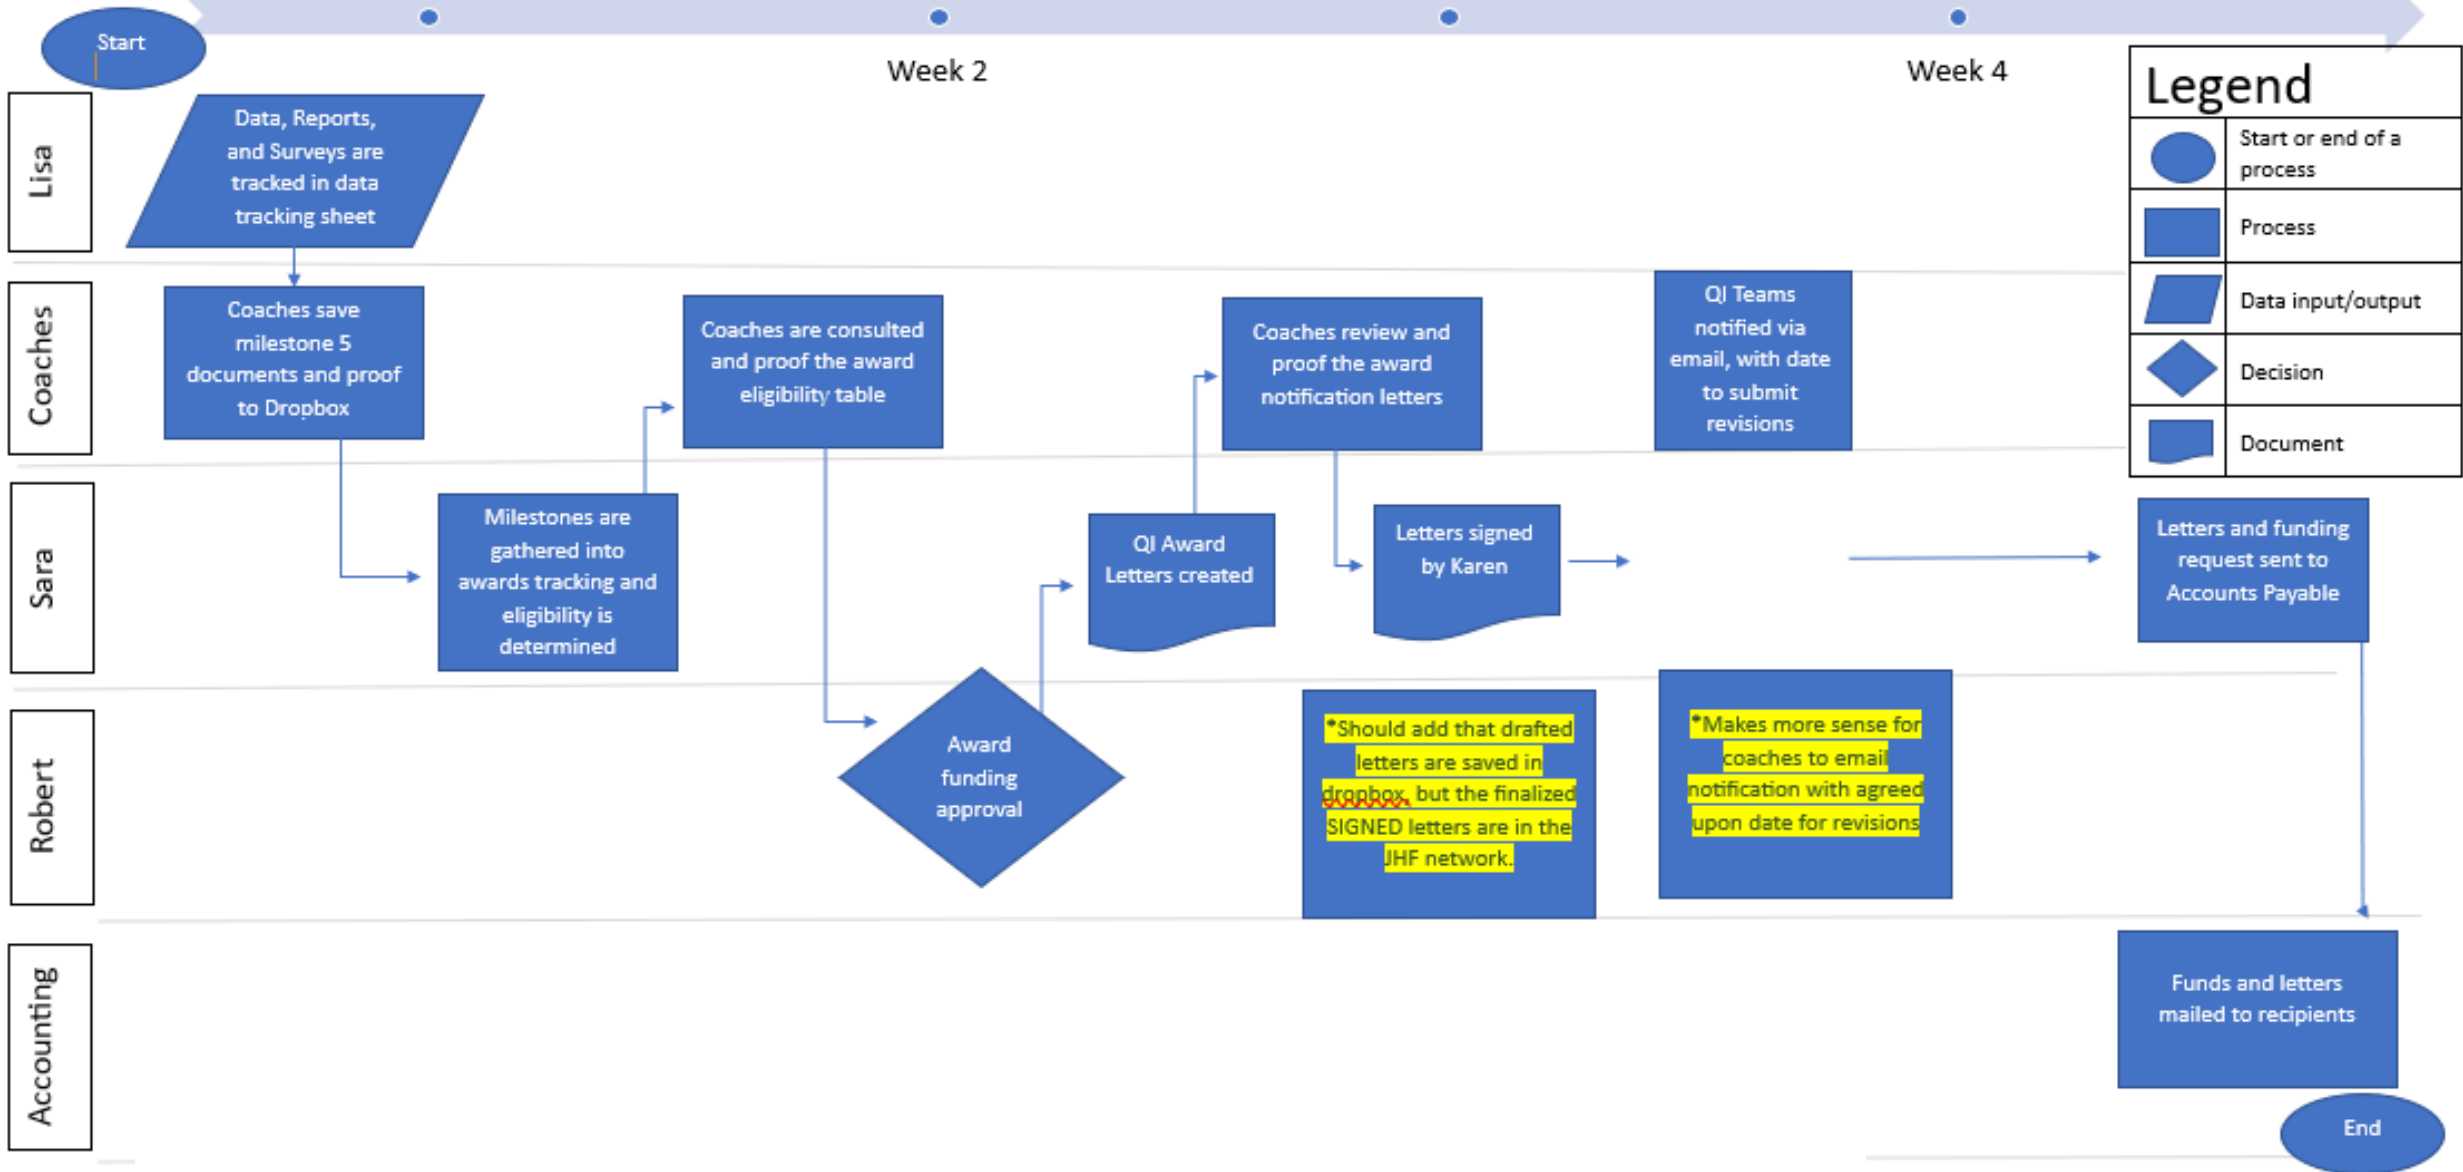 Start
Week 2
Week 4
Legend
Start or end of a
process
Process
Data input/output
Decision
Document
Lisa
Data, Reports,
and Surveys are
tracked in data
tracking sheet
Coaches
Coaches save
milestone 5
documents and proof
to Dropbox
Coaches are consulted
and proof the award
eligibility table
Coaches review and
proof the award
notification letters
QI Teams
notified via
email, with date
to submit
revisions
Sara
Milestones are
gathered into
awards tracking and
eligibility is
determined
QI Award
Letters created
Letters signed
by Karen
Letters and funding
request sent to
Accounts Payable
Robert
Award
funding
approval
*Should add that drafted
letters are saved in
dropbox, but the finalized
SIGNED letters are in the
JHF network.
*Makes more sense for
coaches to email
notification with agreed
upon date for revisions
Accounting
Funds and letters
mailed to recipients
End